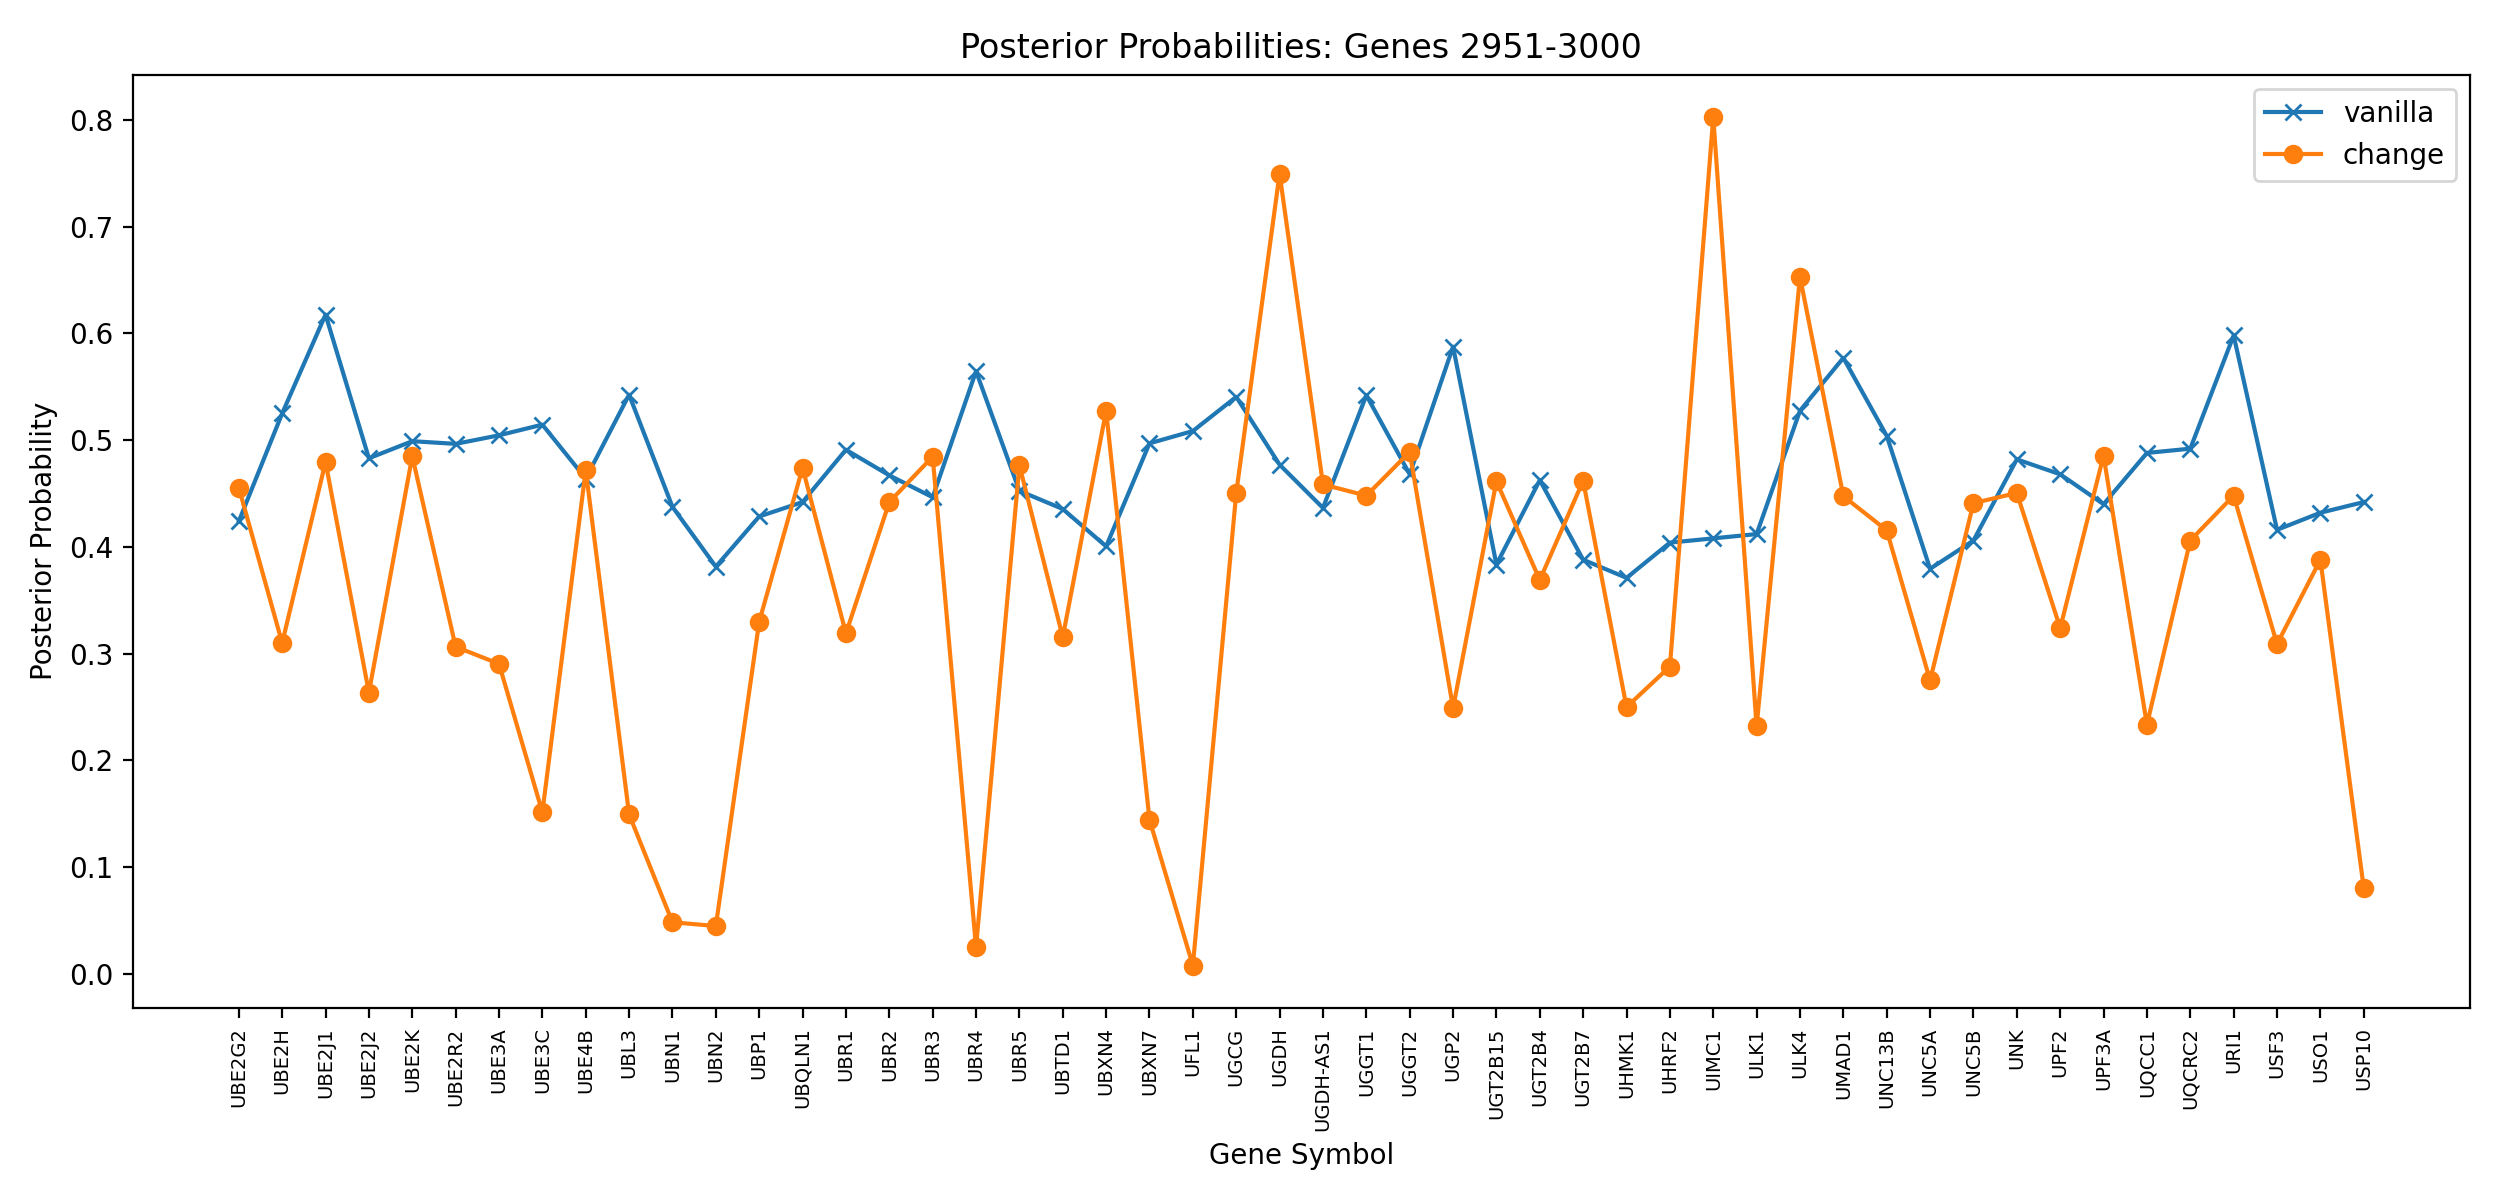 Posterior Probabilities: Genes 2951-3000
vanilla
change
Posterior Probability
0.8
0.7
0.6
0.5
0.4
0.3
0.2
0.1
0.0
UBE2G2
UBE2H
UBE2J1
UBE2J2
UBE2K
UBE2R2
UBE3A
UBE3C
UBE4B
UBL3
UBN1
UBN2
UBP1
UBQLN1
UBR1
UBR2
UBR3
UBR4
UBR5
UBTD1
UBXN4
UBXN7
UFL1
UGCG
UGDH
UGDH-AS1
UGGT1
UGGT2
UGP2
UGT2B15
UGT2B4
UGT2B7
UHMK1
UHRF2
UIMC1
ULK1
ULK4
UMAD1
UNC13B
UNC5A
UNC5B
UNK
UPF2
UPF3A
UQCC1
UQCRC2
URI1
USF3
USO1
USP10
Gene Symbol